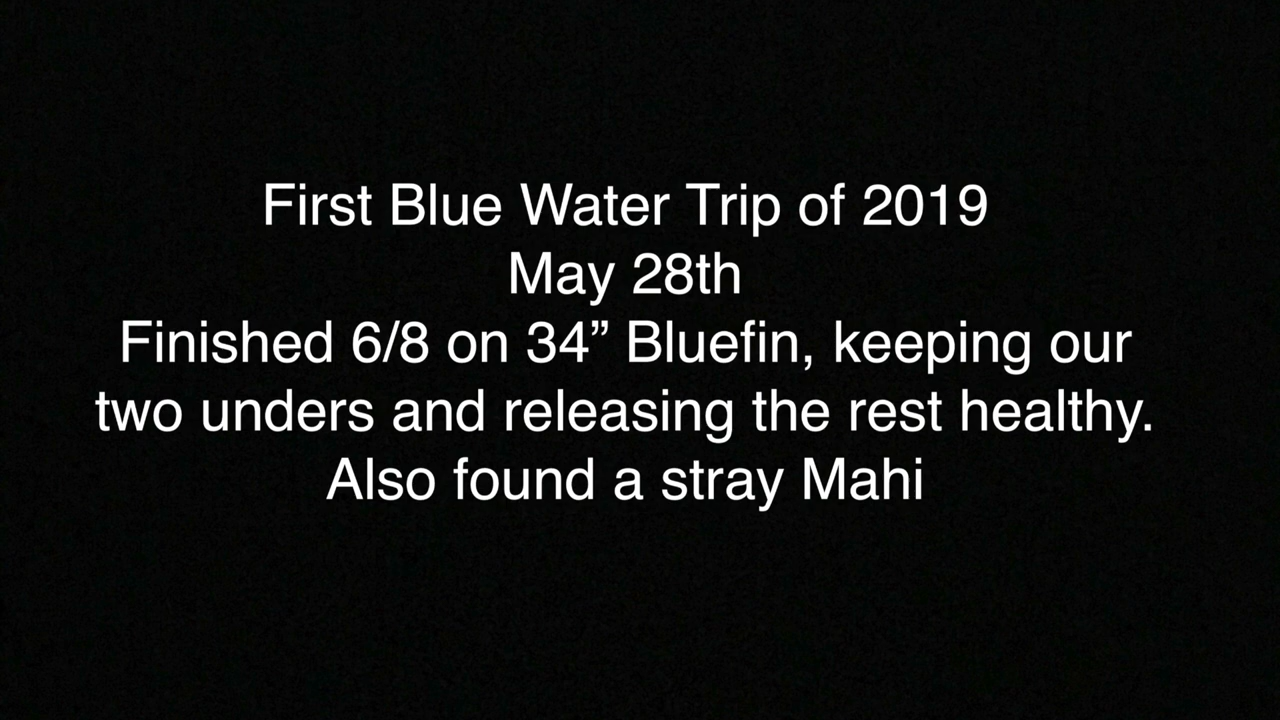 First Blue Water Trip of 2019
May 28th
Finished 6/8 on 34” Bluefin, keeping our
two unders and releasing the rest healthy.
Also found a stray Mahi